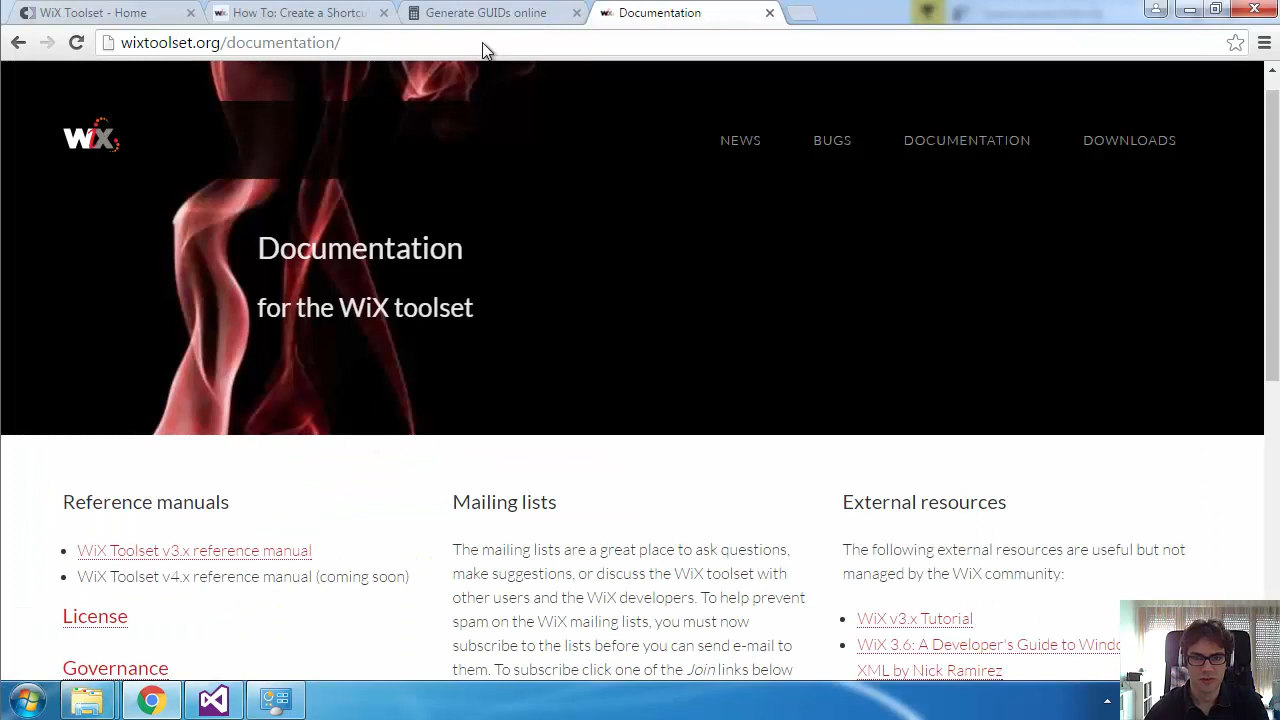 WiX Toolset - Home
How To: Create a Shortcu
Generate GUIDs online
Documentation
wixtoolset.org/documentation/
WiX
NEWS
BUGS
DOCUMENTATION
DOWNLOADS
Documentation
for the WiX toolset
Reference manuals
WiX Toolset v3.x reference manual
WiX Toolset v4.x reference manual (coming soon)
License
Governance
Mailing lists
The mailing lists are a great place to ask questions,
make suggestions, or discuss the WiX toolset with
other users and the WiX developers. To help prevent
spam on the WiX mailing lists, you must now
subscribe to the lists before you can send e-mail to
them. To subscribe click one of the Join links below
External resources
The following external resources are useful but not
managed by the WiX community:
WiX v3.x Tutorial
WiX 3.6: A Developer's Guide to Windo
XML by Nick Ramirez